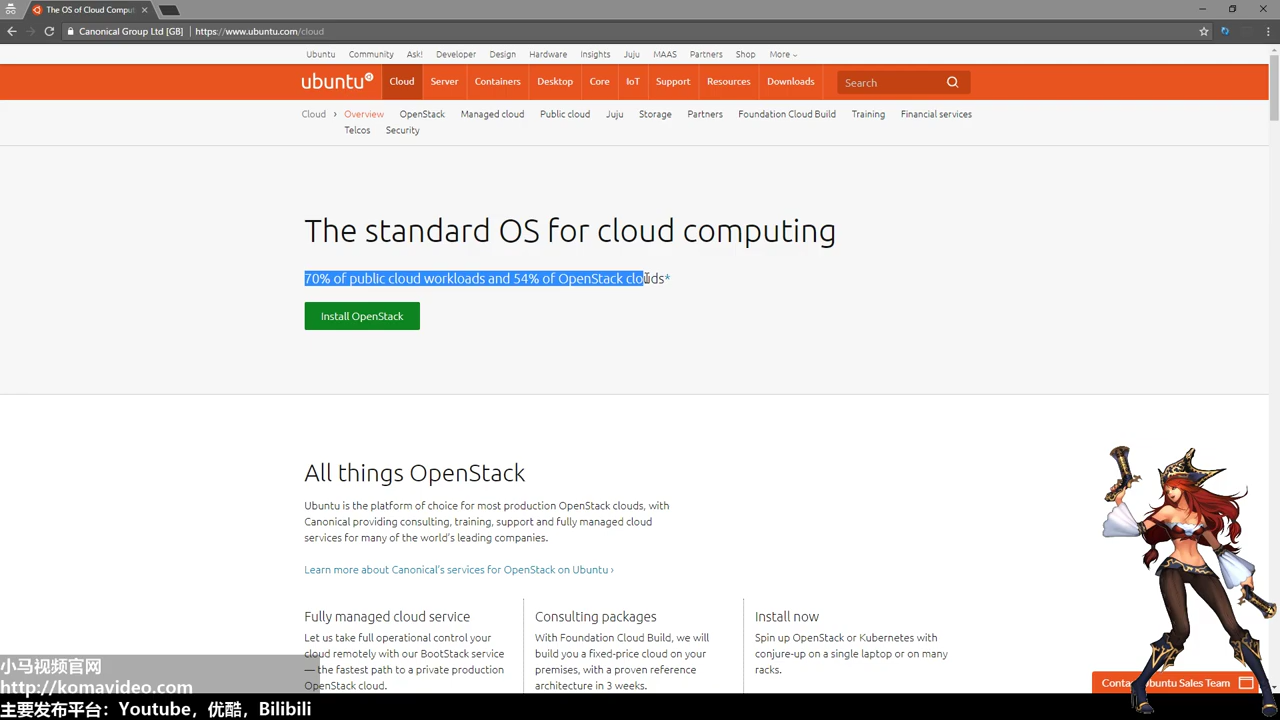 The OS of Cloud Comput
Canonical Group Ltd [GB] https://www.ubuntu.com/cloud
Ubuntu Community Ask! Developer Design Hardware Insights Juju MAAS Partners Shop More
ubuntu Cloud Server Containers Desktop Core IoT Support Resources Downloads Search
Cloud › Overview OpenStack Managed cloud Public cloud Juju Storage Partners Foundation Cloud Build Training Financial services
Telcos Security
The standard OS for cloud computing
70% of public cloud workloads and 54% of OpenStack clouds*
Install OpenStack
All things OpenStack
Ubuntu is the platform of choice for most production OpenStack clouds, with
Canonical providing consulting, training, support and fully managed cloud
services for many of the world's leading companies.
Learn more about Canonical's services for OpenStack on Ubuntu ›
Fully managed cloud service
Let us take full operational control your
cloud remotely with our BootStack service
— the fastest path to a private production
OpenStack cloud.
Consulting packages
With Foundation Cloud Build, we will
build you a fixed-price cloud on your
premises, with a proven reference
architecture in 3 weeks.
Install now
Spin up OpenStack or Kubernetes with
conjure-up on a single laptop or on many
racks.
Conta Ubuntu Sales Team
小马视频官网
http://komavideo.com
主要发布平台：Youtube，优酷，Bilibili